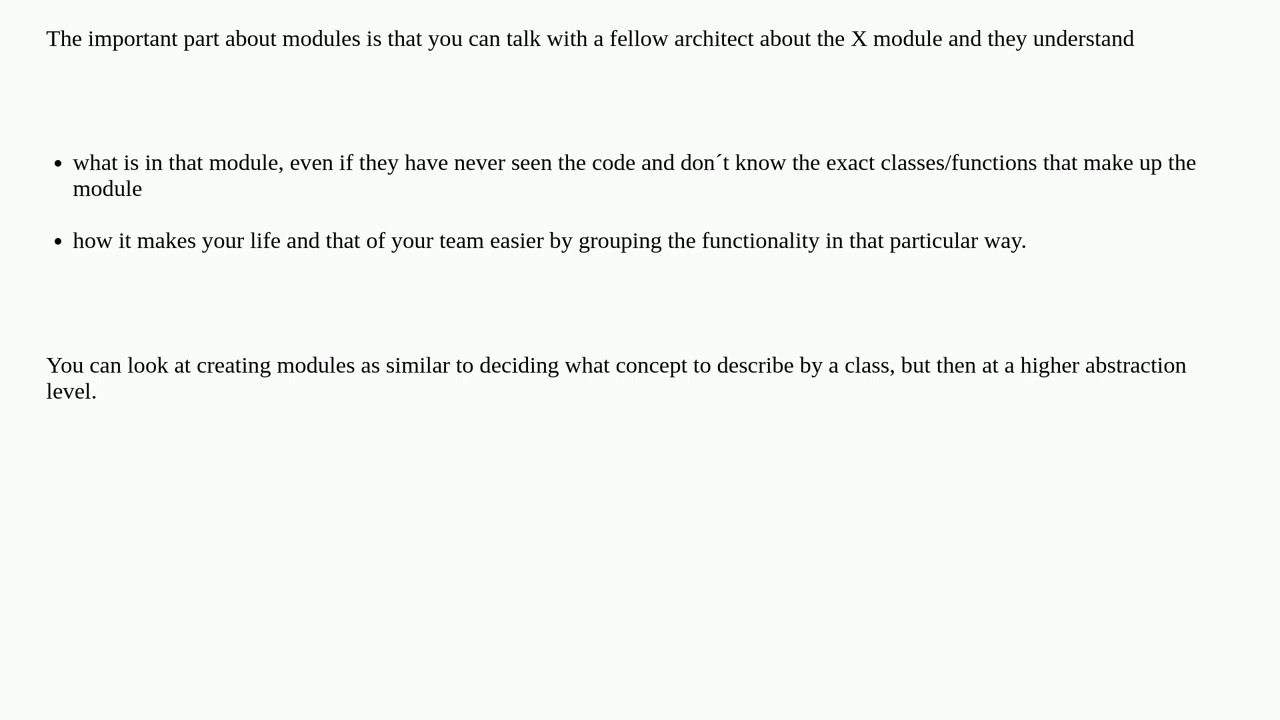 The important part about modules is that you can talk with a fellow architect about the X module and they understand
• what is in that module, even if they have never seen the code and don´t know the exact classes/functions that make up the
module
• how it makes your life and that of your team easier by grouping the functionality in that particular way.
You can look at creating modules as similar to deciding what concept to describe by a class, but then at a higher abstraction
level.